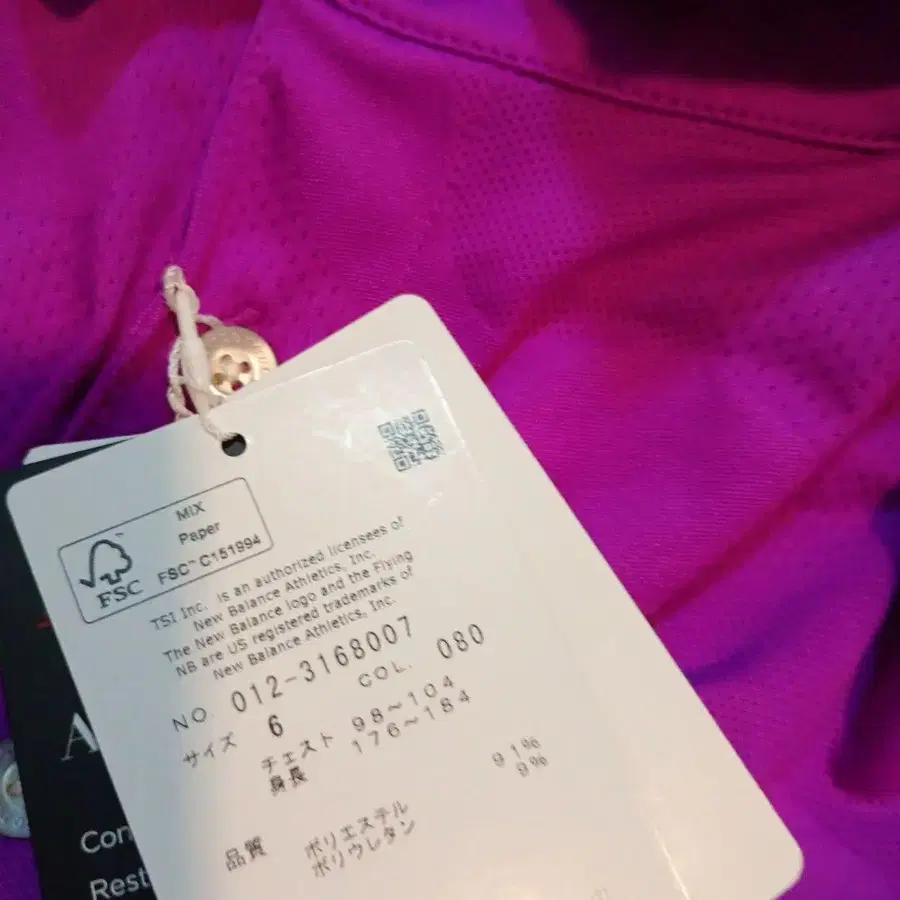 MIX
Paper
FSC™ C151994
FSC
TSI Inc. is an authorized licensees of
New Balance Athletics, Inc.
The New Balance logo and the Flying
NB are US registered trademarks of
New Balance Athletics, Inc.
NO. 012-3168007 COL. 080
サイズ 6
チェスト 98~104
身長 176~184
品質 ポリエステル 91%
ポリウレタン 9%
A
Con
Rest